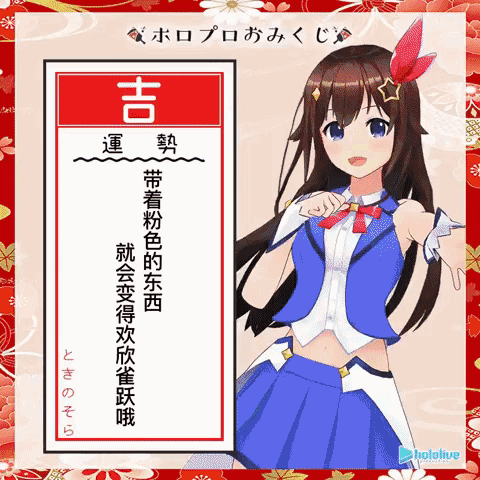 ホロプロおみくじ
吉
運勢
带着粉色的东西
就会变得欢欣雀跃哦
ときのそら
hololive